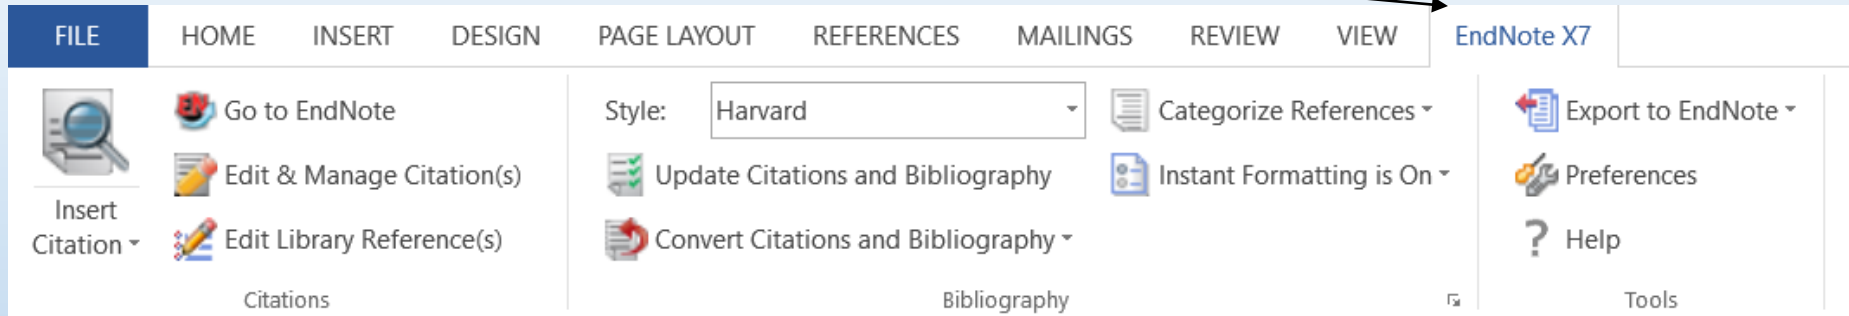 FILE HOME INSERT DESIGN PAGE LAYOUT REFERENCES MAILINGS REVIEW VIEW EndNote X7
Insert
Citation
Go to EndNote
Edit & Manage Citation(s)
Edit Library Reference(s)
Citations
Style: Harvard
Update Citations and Bibliography
Convert Citations and Bibliography
Categorize References
Instant Formatting is On
Bibliography
Export to EndNote
Preferences
? Help
Tools